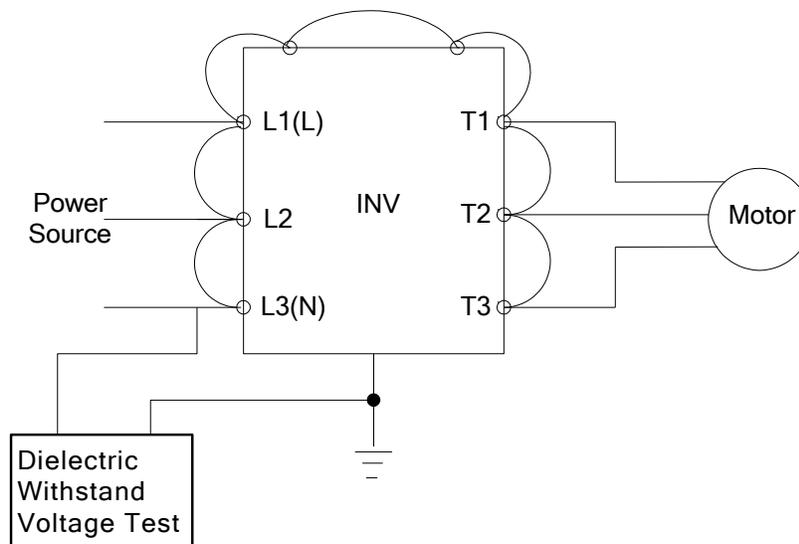 L1(L)
T1
Power
Source
L2
INV
T2
Motor
L3(N)
T3
Dielectric
Withstand
Voltage Test